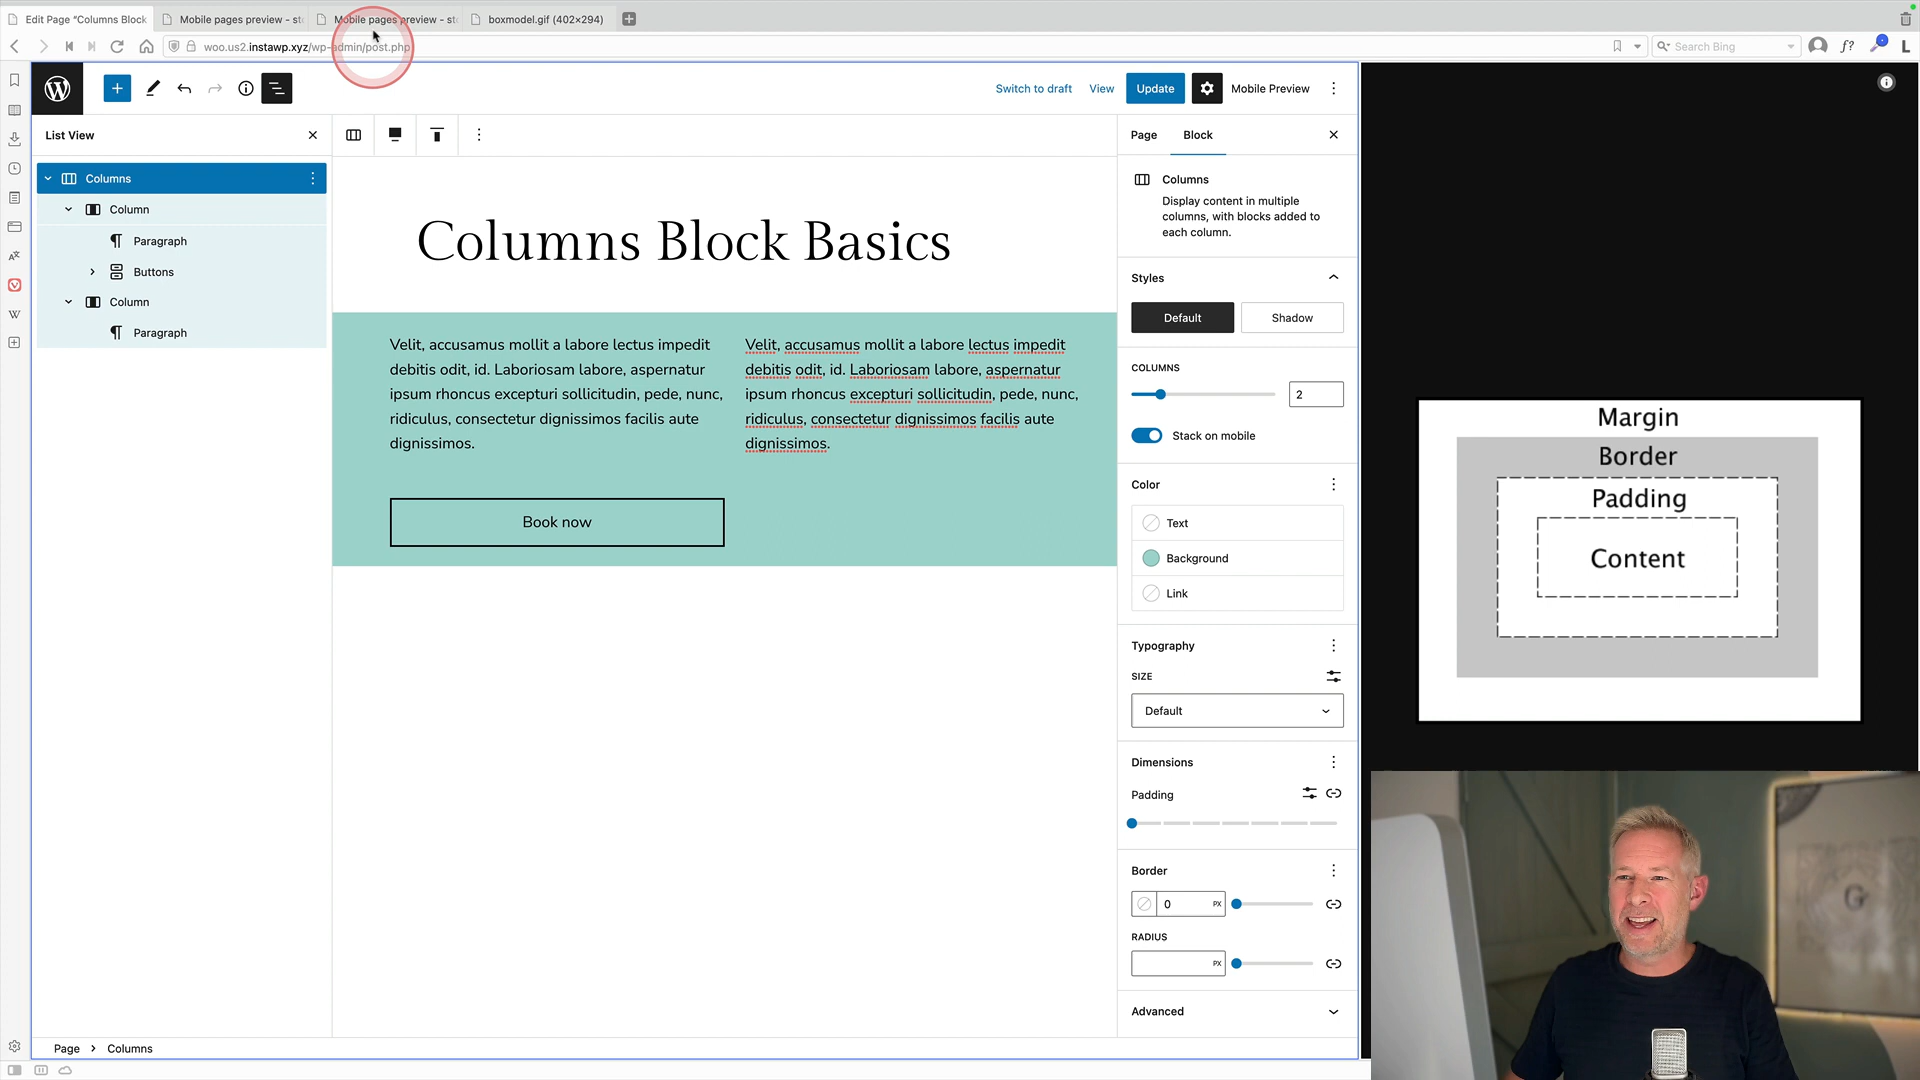 Edit Page "Columns Block
Mobile pages preview - st
Mobile pages preview - st
boxmodel.gif (402×294)
woo.us2.instawp.xyz/wp-admin/post.php
Search Bing
f?
L
Switch to draft
View
Update
Mobile Preview
List View
Columns
Column
Paragraph
Buttons
Column
Paragraph
Columns Block Basics
Velit, accusamus mollit a labore lectus impedit
debitis odit, id. Laboriosam labore, aspernatur
ipsum rhoncus excepturi sollicitudin, pede, nunc,
ridiculus, consectetur dignissimos facilis aute
dignissimos.
Velit, accusamus mollit a labore lectus impedit
debitis odit, id. Laboriosam labore, aspernatur
ipsum rhoncus excepturi sollicitudin, pede, nunc,
ridiculus, consectetur dignissimos facilis aute
dignissimos.
Book now
Page
Block
Columns
Display content in multiple
columns, with blocks added to
each column.
Styles
Default
Shadow
COLUMNS
2
Stack on mobile
Color
Text
Background
Link
Typography
SIZE
Default
Dimensions
Padding
Border
0
PX
RADIUS
PX
Advanced
Page
Columns
Margin
Border
Padding
Content